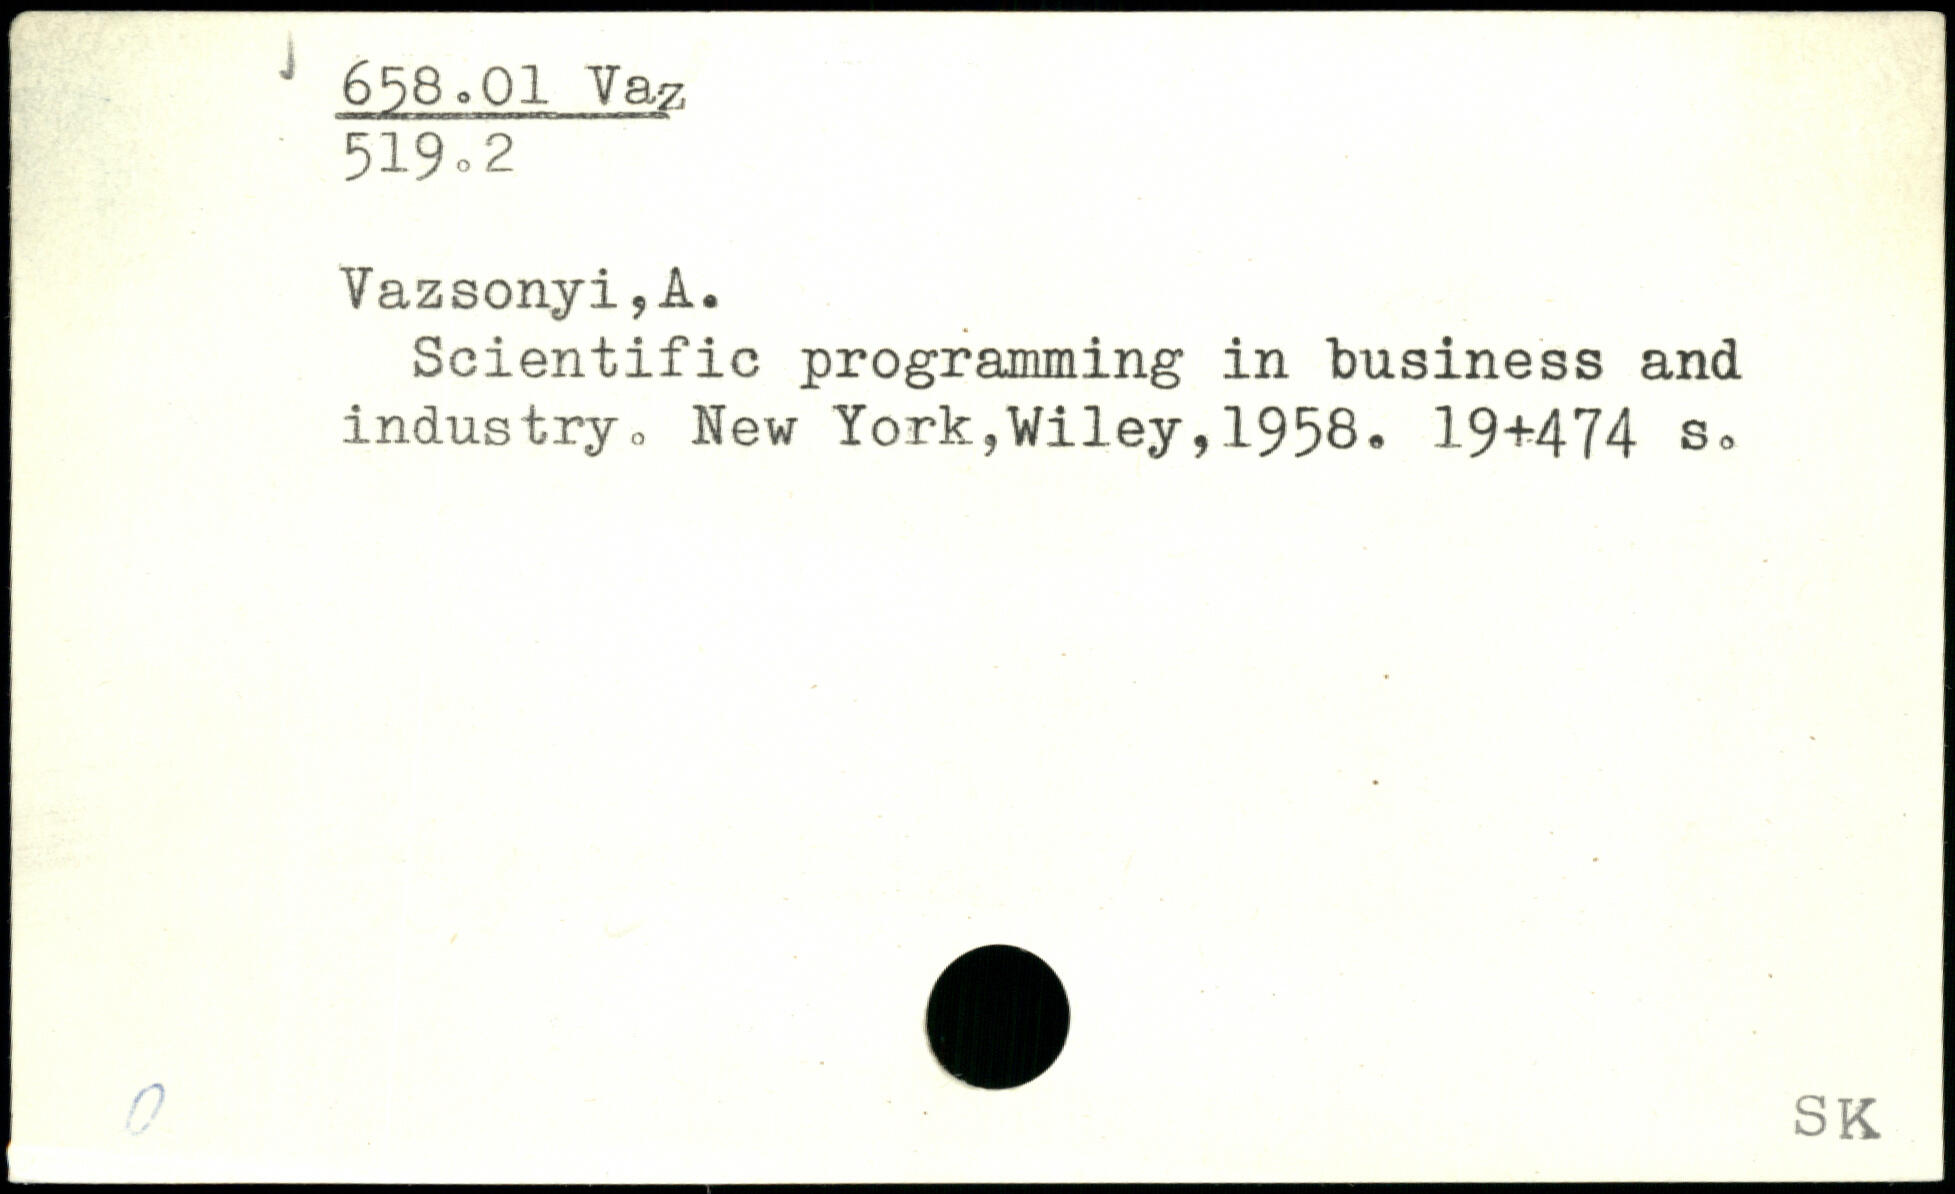 658.01 Vaz
519.2
Vazsonyi,A.
Scientific programming in business and
industry. New York,Wiley,1958. 19+474 s.
0
SK